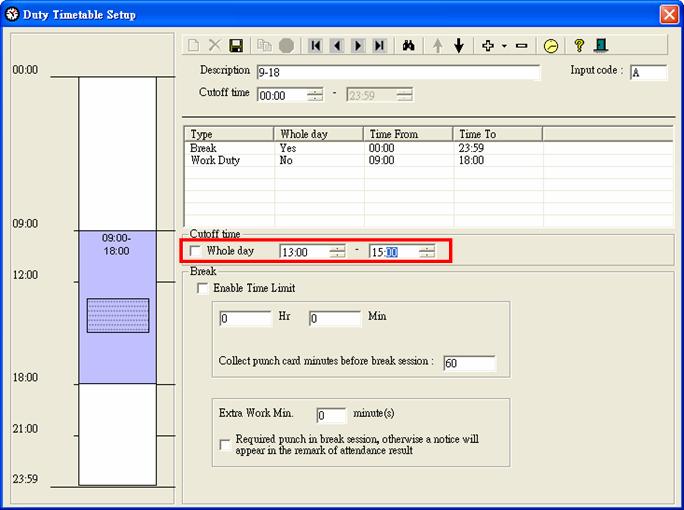 Duty Timetable Setup
00:00
09:00
09:00-
18:00
12:00
18:00
21:00
23:59
Description 9-18 Input code : A
Cutoff time 00:00 - 23:59
Type Whole day Time From Time To
Break Yes 00:00 23:59
Work Duty No 09:00 18:00
Cutoff time
Whole day 13:00 - 15:00
Break
Enable Time Limit
0 Hr 0 Min
Collect punch card minutes before break session : 60
Extra Work Min. 0 minute(s)
Required punch in break session, otherwise a notice will
appear in the remark of attendance result